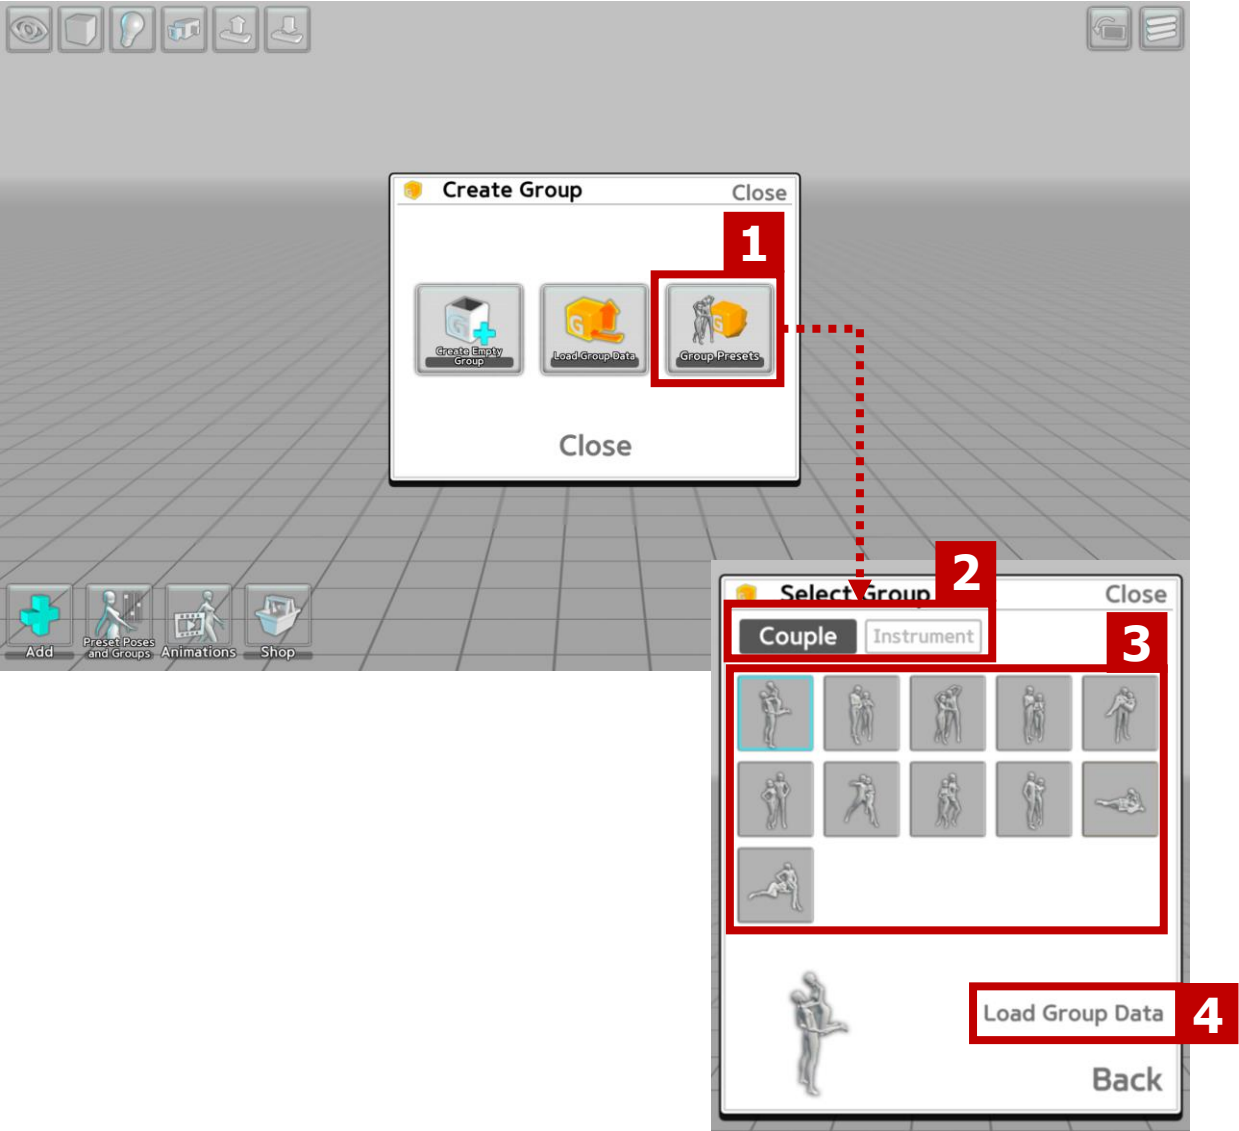 Create Group
Close
1
G
G
G
Create Empty
Group
Load Group Data
Group Presets
Close
Add
Preset Poses
and Groups
Animations
Shop
2
Select Group
Close
Couple
Instrument
3
Load Group Data
4
Back